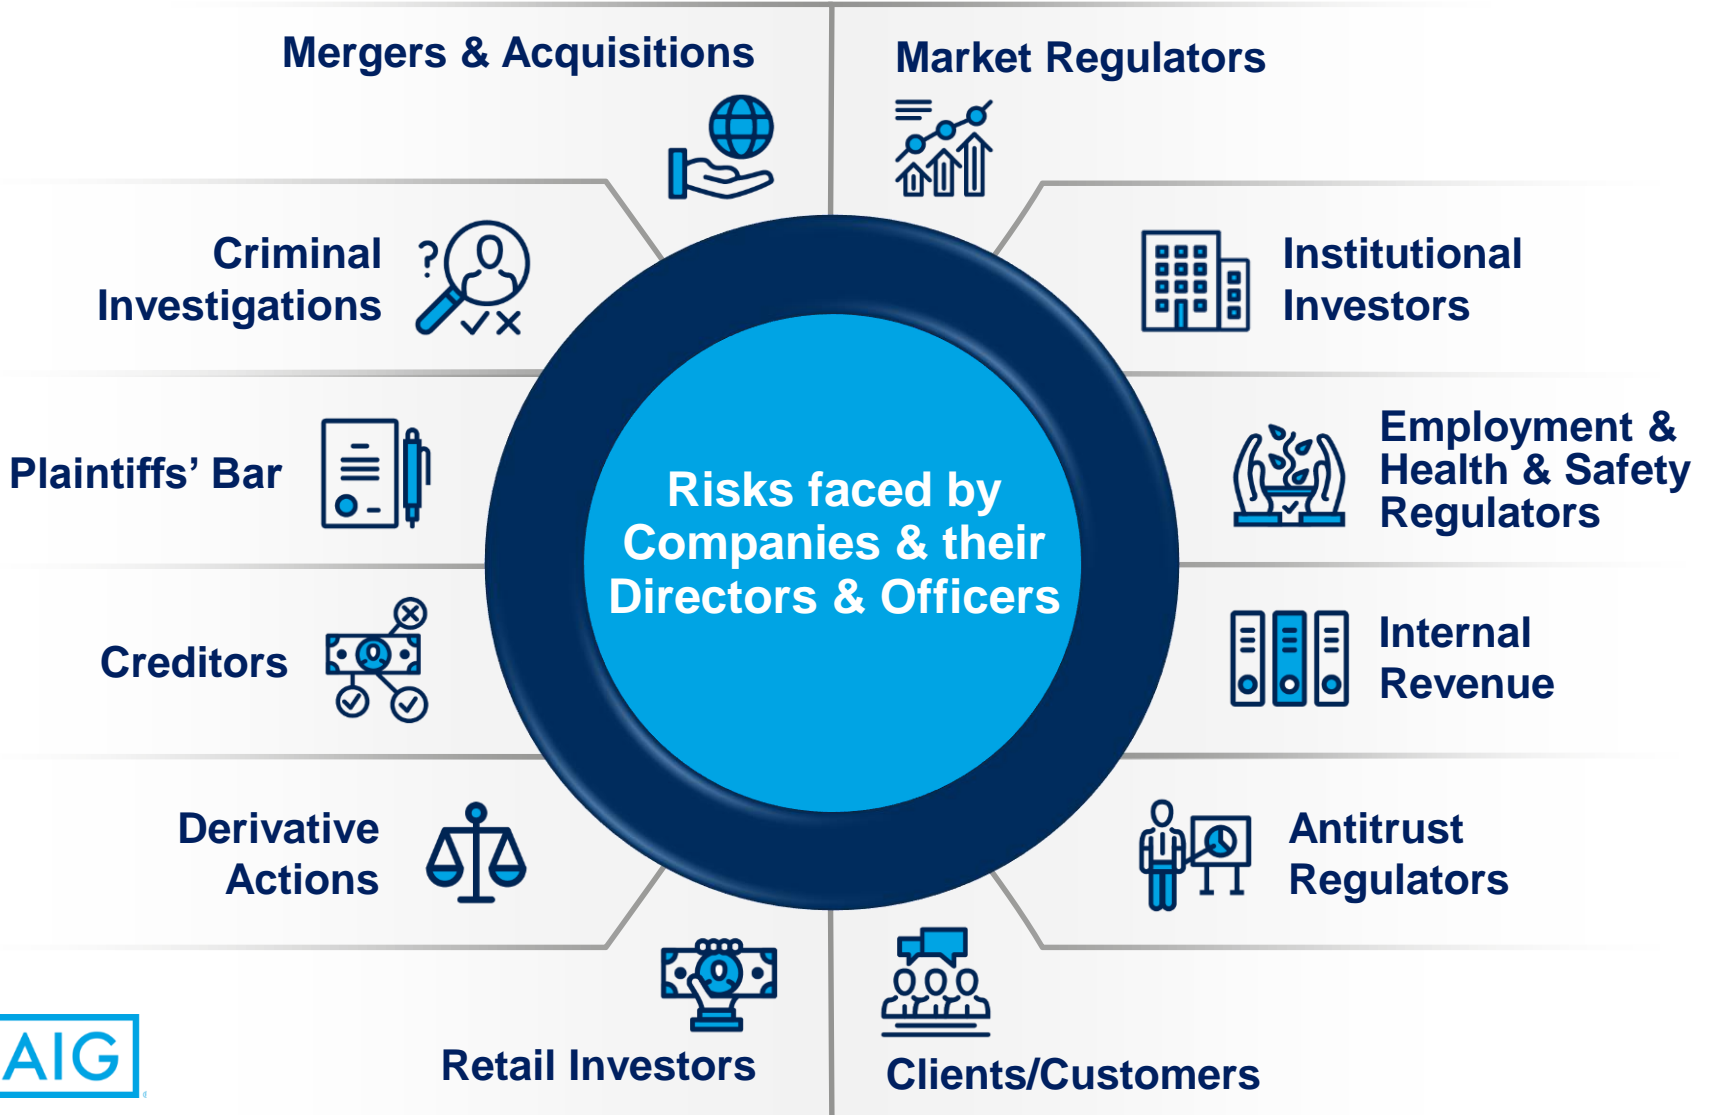 Mergers & Acquisitions
Market Regulators
Criminal
Investigations
Institutional
Investors
Plaintiffs’ Bar
Employment &
Health & Safety
Regulators
Risks faced by
Companies & their
Directors & Officers
Creditors
Internal
Revenue
Derivative
Actions
Antitrust
Regulators
Retail Investors
Clients/Customers
AIG